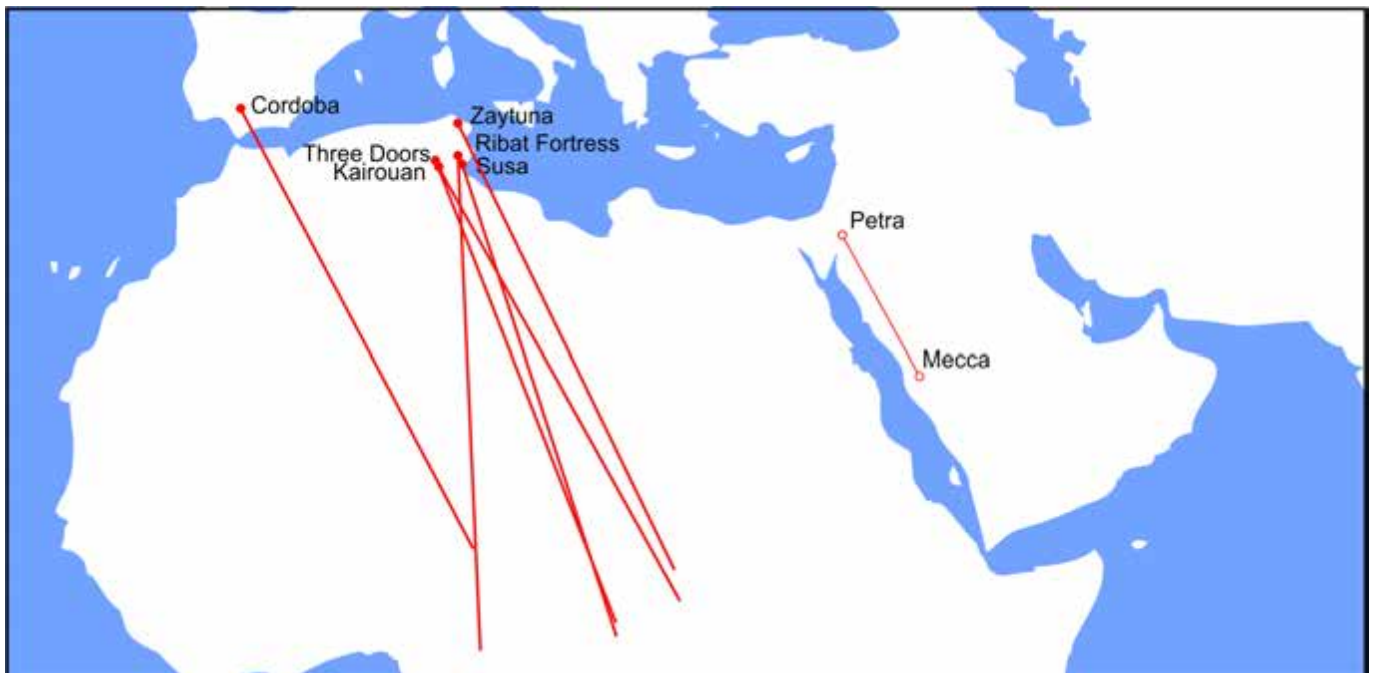 Cordoba
Zaytuna
Ribat Fortress
Three Doors
Susa
Kairouan
Petra
Mecca